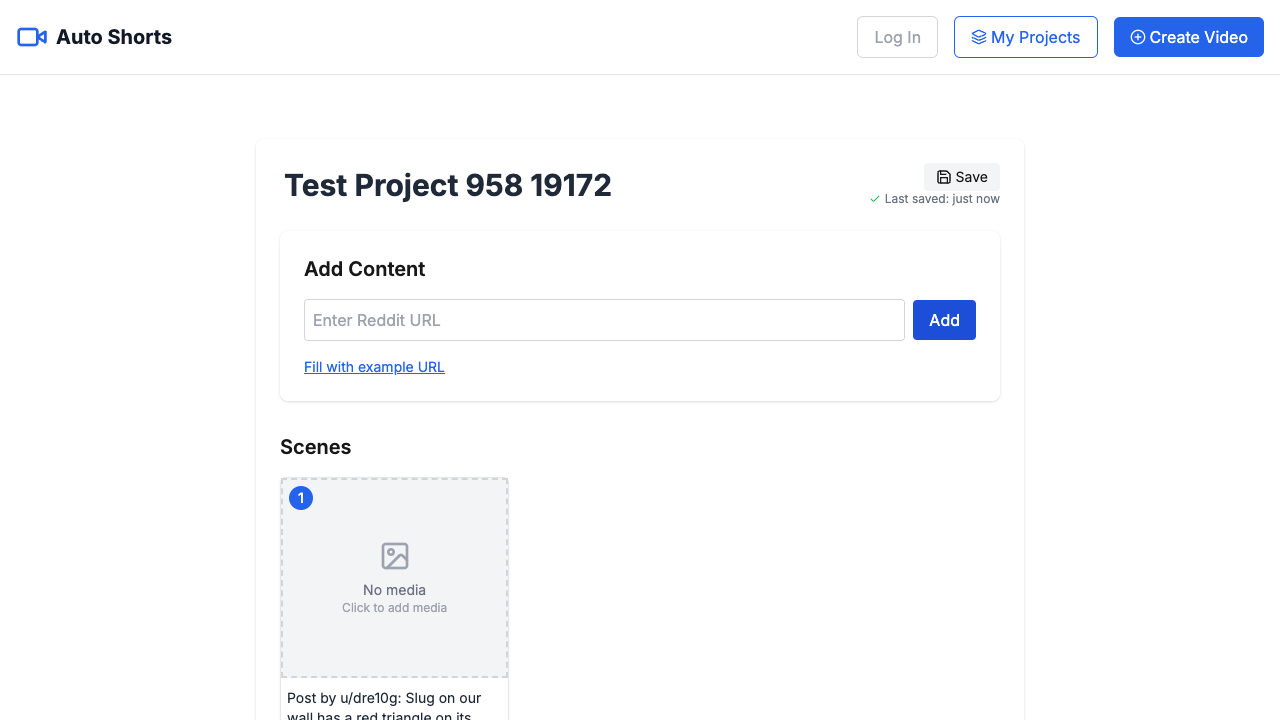 Auto Shorts
Log In
My Projects
Create Video
Test Project 958 19172
Save
Last saved: just now
Add Content
Enter Reddit URL
Add
Fill with example URL
Scenes
1
No media
Click to add media
Post by u/dre10g: Slug on our
wall has a red triangle on its